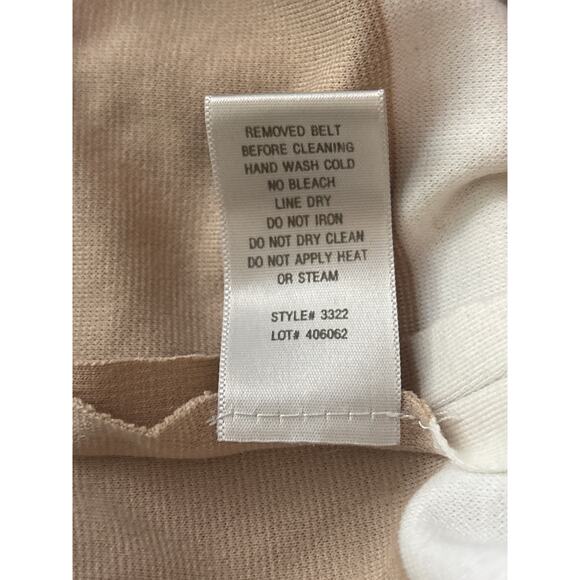 REMOVED BELT
BEFORE CLEANING
HAND WASH COLD
NO BLEACH
LINE DRY
DO NOT IRON
DO NOT DRY CLEAN
DO NOT APPLY HEAT
OR STEAM
STYLE# 3322
LOT# 406062